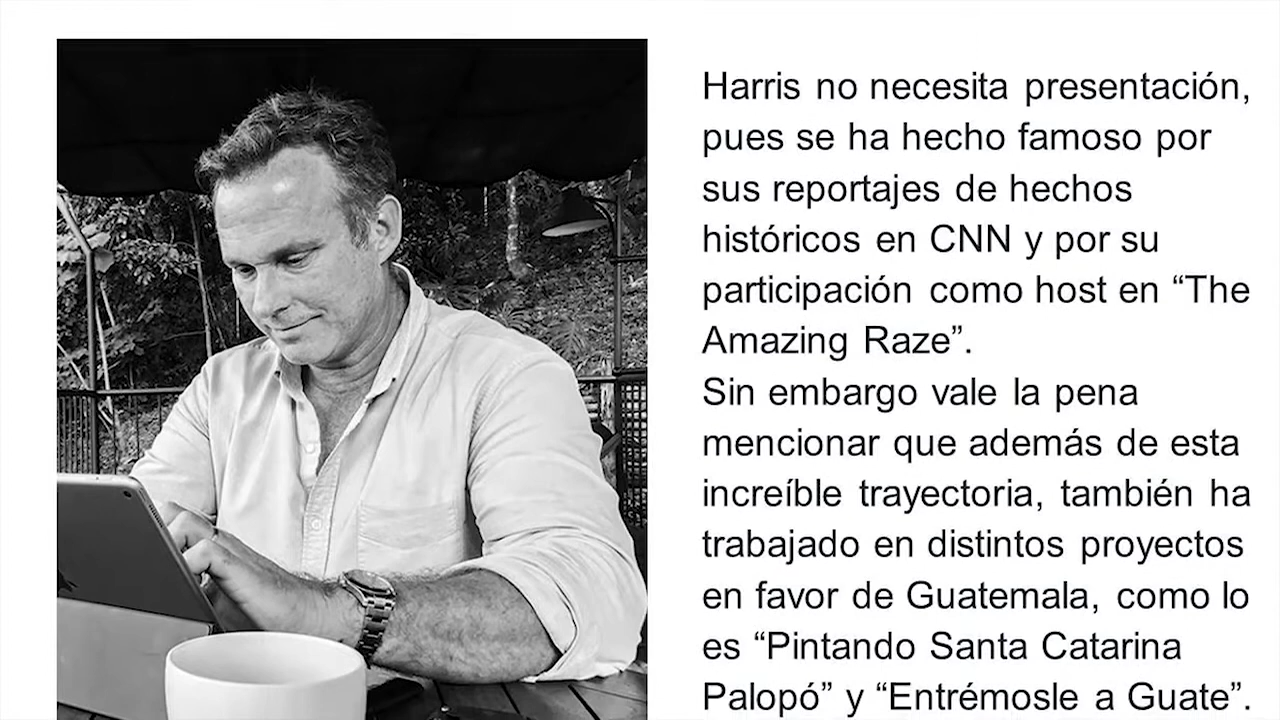 Harris no necesita presentación,
pues se ha hecho famoso por
sus reportajes de hechos
históricos en CNN y por su
participación como host en “The
Amazing Raze”.
Sin embargo vale la pena
mencionar que además de esta
increíble trayectoria, también ha
trabajado en distintos proyectos
en favor de Guatemala, como lo
es “Pintando Santa Catarina
Palopó” y “Entrémosle a Guate”.